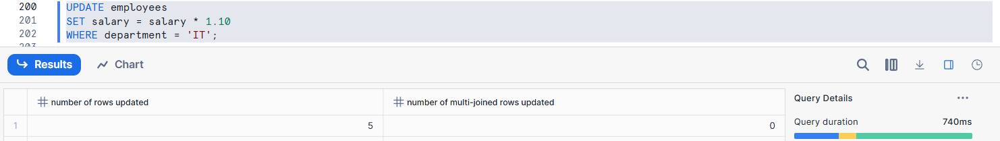 200 UPDATE employees
201 SET salary = salary * 1.10
202 WHERE department = 'IT';
Results Chart
number of rows updated number of multi-joined rows updated Query Details ...
1 5 0
Query duration 740ms